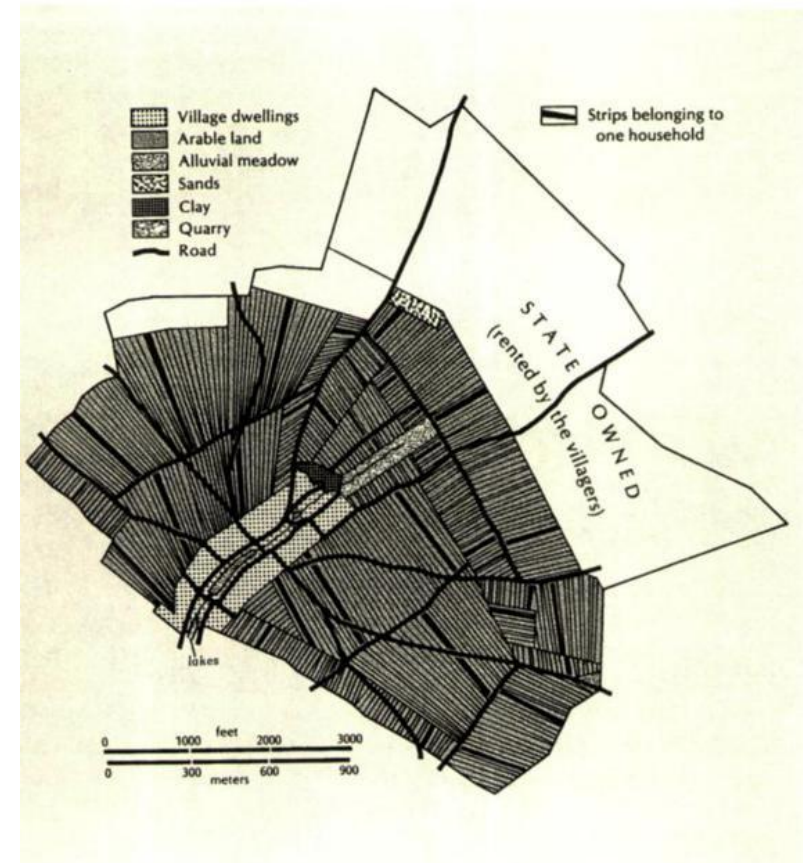 Village dwellings
Arable land
Alluvial meadow
Sands
Clay
Quarry
Road
Strips belonging to
one household
STATE OWNED
(rented by the villagers)
lakes
feet
0 1000 2000 3000
0 300 600 900
meters